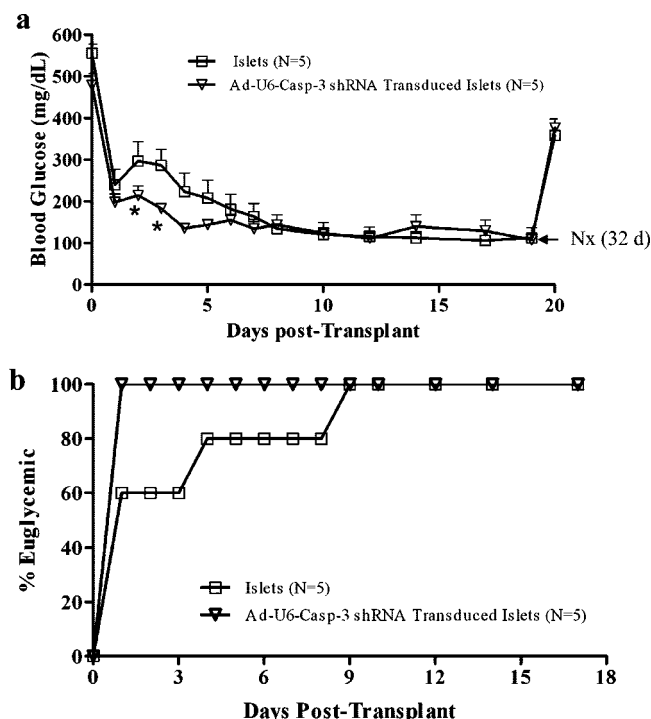 a
600
500
400
300
200
100
0
Blood Glucose (mg/dL)
Islets (N=5)
Ad-U6-Casp-3 shRNA Transduced Islets (N=5)
*
*
Nx (32 d)
0
5
10
15
20
Days post-Transplant
b
100
80
60
40
20
0
% Euglycemic
Islets (N=5)
Ad-U6-Casp-3 shRNA Transduced Islets (N=5)
0
3
6
9
12
15
18
Days Post-Transplant